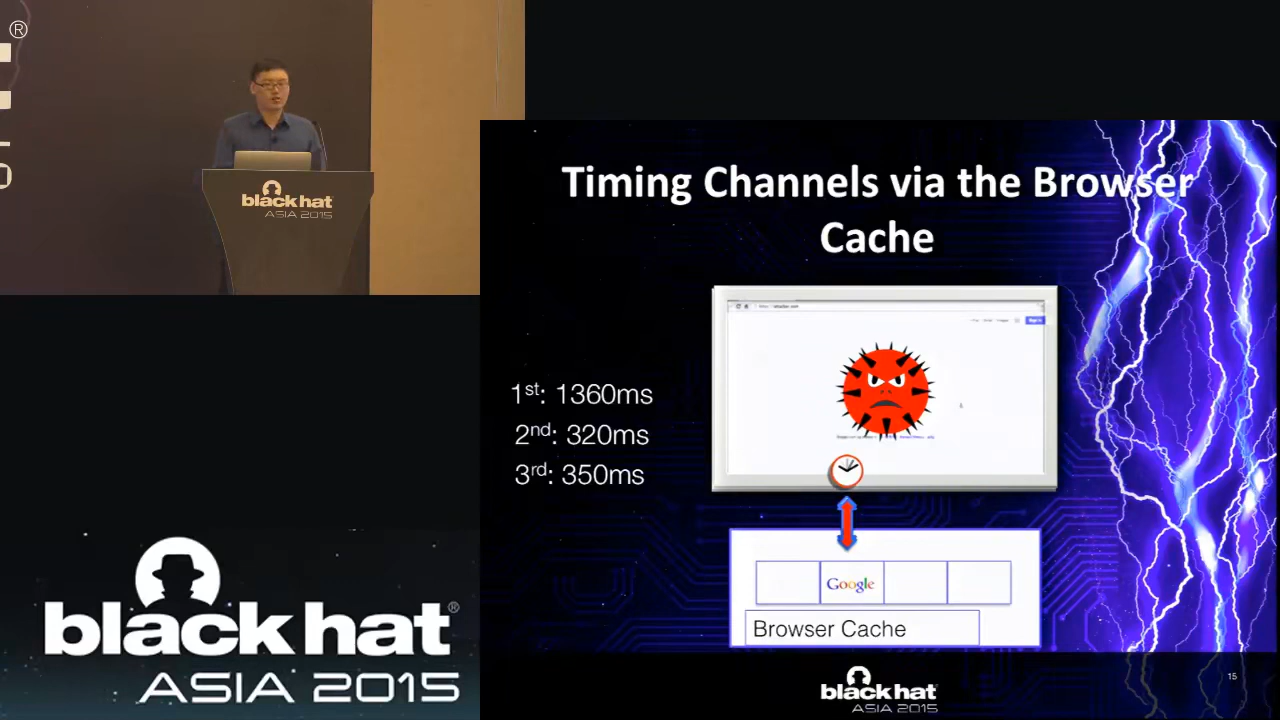 ®
black hat
ASIA 2015
Timing Channels via the Browser
Cache
1st: 1360ms
2nd: 320ms
3rd: 350ms
Google
Browser Cache
black hat®
ASIA 2015
black hat
ASIA 2015
15